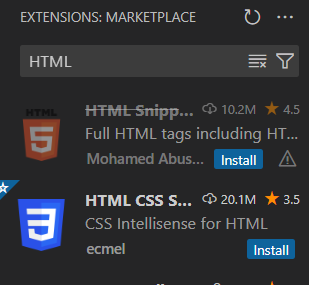 EXTENSIONS: MARKETPLACE
HTML
HTML Snipp... 10.2M 4.5
Full HTML tags including HT...
Mohamed Abus... Install
HTML CSS S... 20.1M 3.5
CSS Intellisense for HTML
ecmel Install